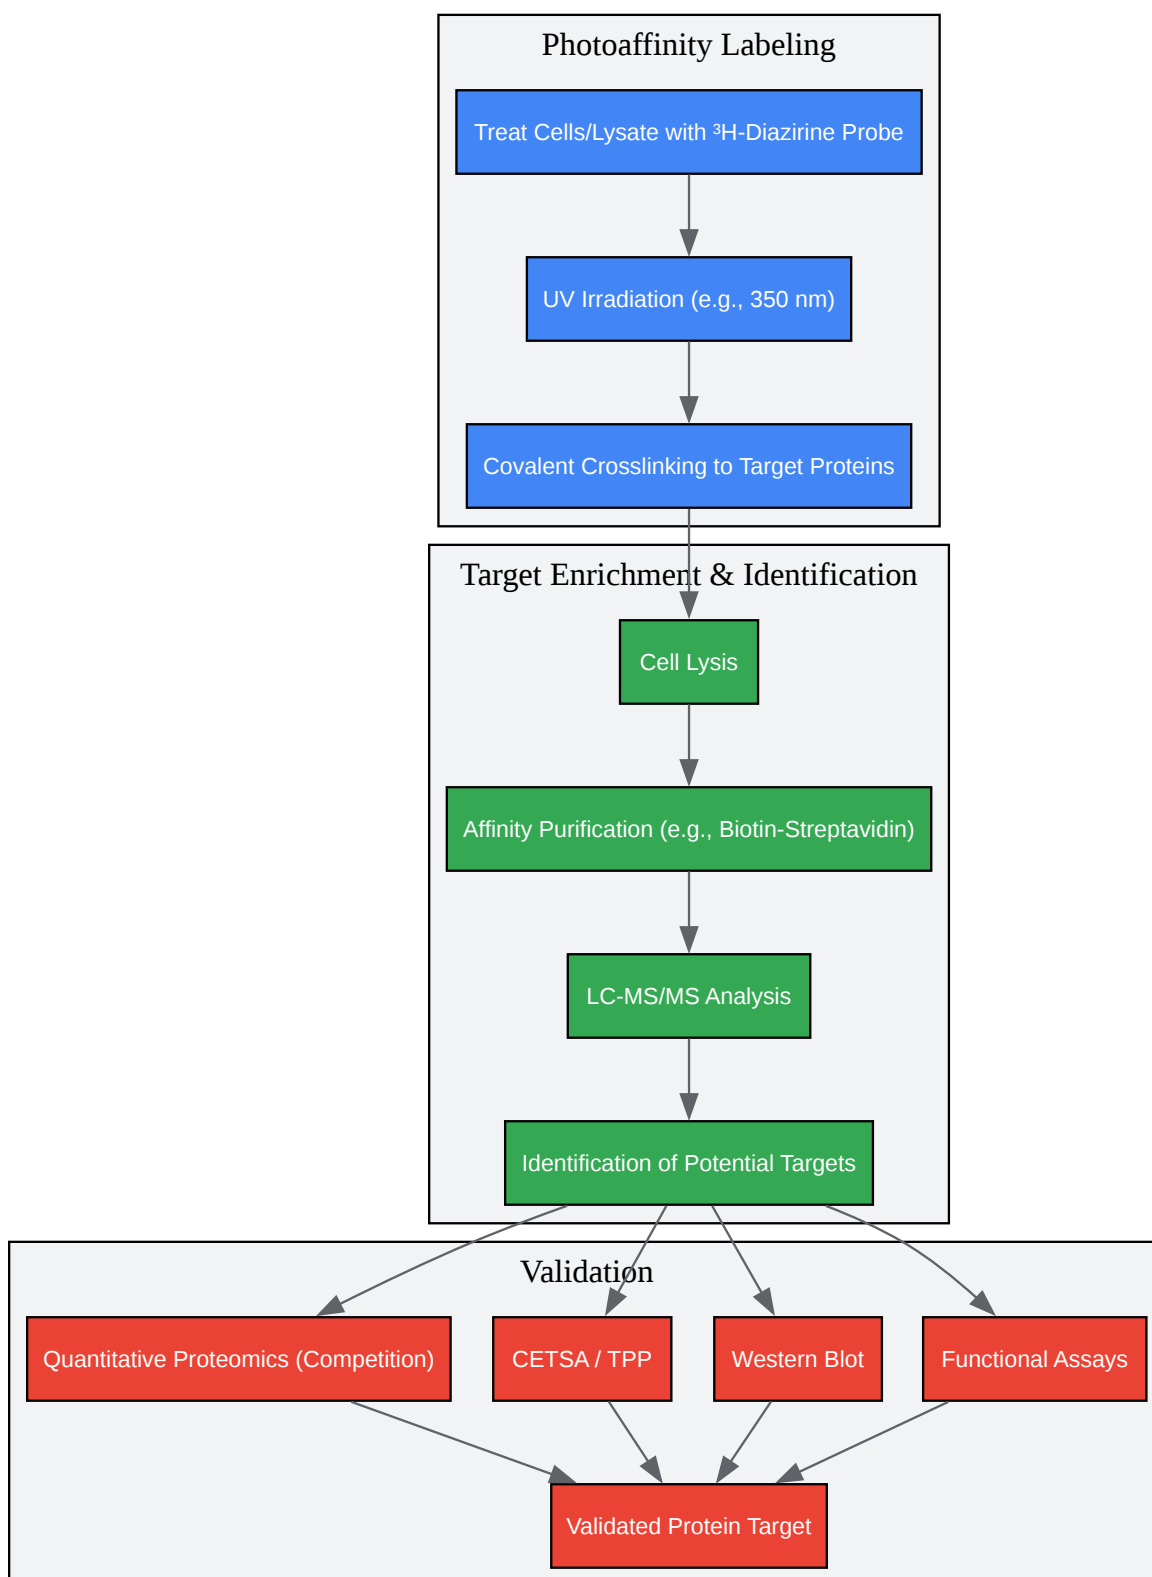 Photoaffinity Labeling
Treat Cells/Lysate with ³H-Diazirine Probe
UV Irradiation (e.g., 350 nm)
Covalent Crosslinking to Target Proteins
Target Enrichment & Identification
Cell Lysis
Affinity Purification (e.g., Biotin-Streptavidin)
LC-MS/MS Analysis
Identification of Potential Targets
Validation
Quantitative Proteomics (Competition)
CETSA / TPP
Western Blot
Functional Assays
Validated Protein Target